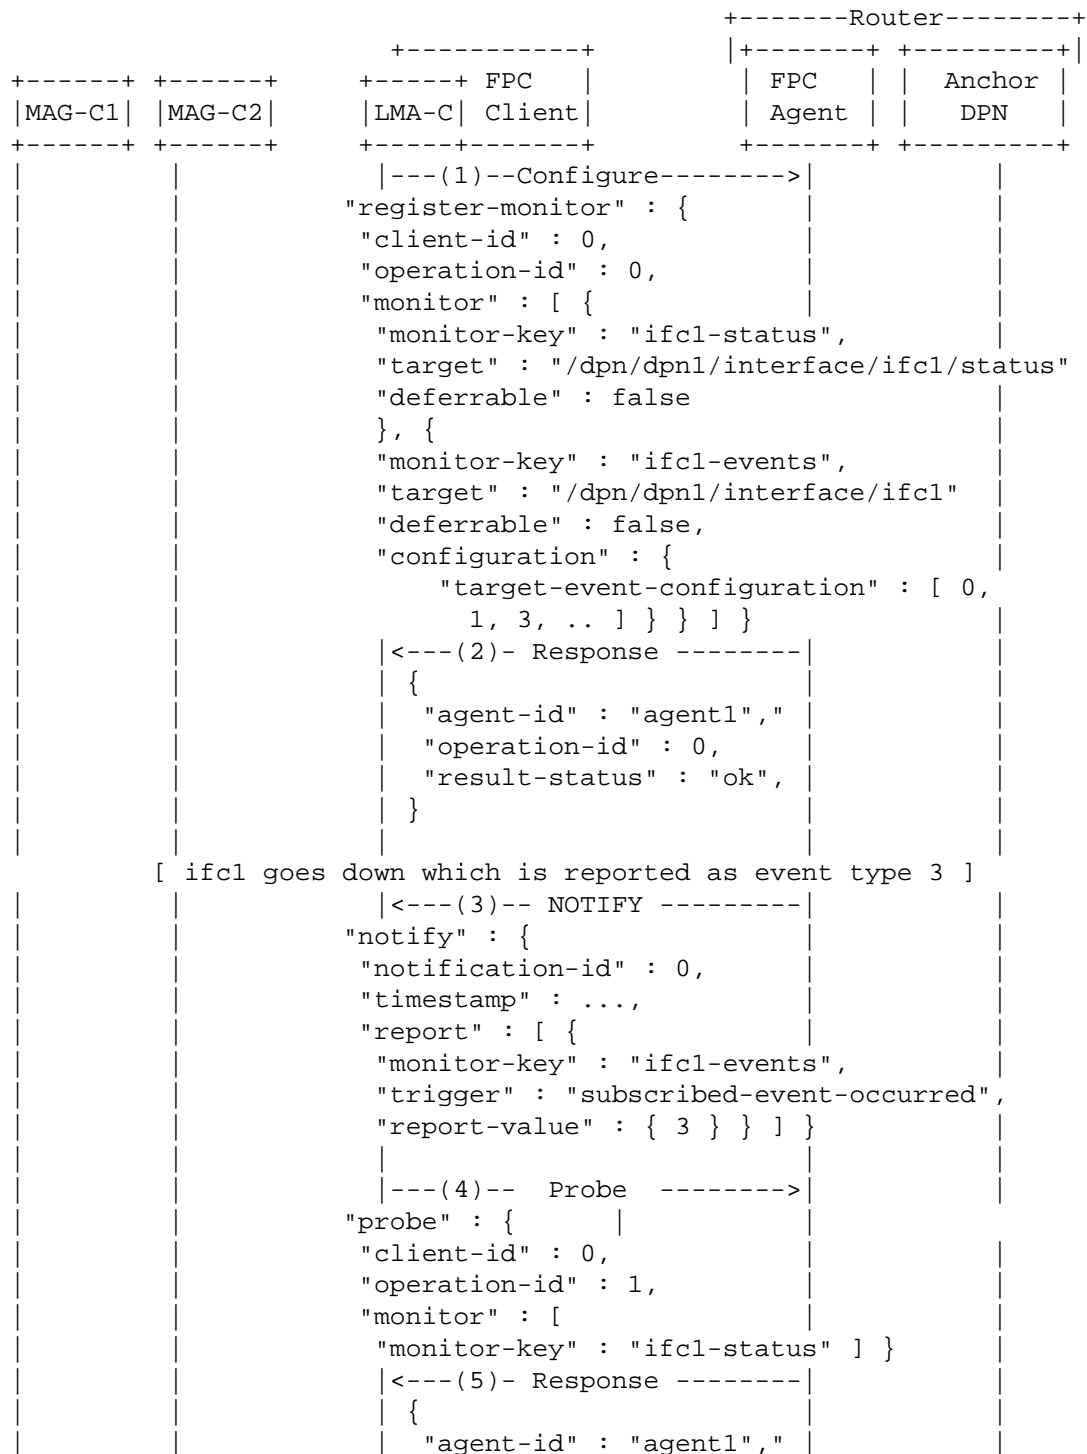 +-------Router--------+
                         +-----------+         |+-------+ +---------+|
+------+ +------+     +-----+ FPC    |          | FPC   | |  Anchor |
|MAG-C1| |MAG-C2|     |LMA-C| Client|          | Agent | |   DPN   |
+------+ +------+     +-----+-------+          +-------+ +---------+
|          |            |---(1)--Configure-------->|           |
|          |          "register-monitor" : {       |           |
|          |           "client-id" : 0,            |           |
|          |           "operation-id" : 0,         |           |
|          |           "monitor" : [ {             |           |
|          |            "monitor-key" : "ifc1-status",         |
|          |            "target" : "/dpn/dpn1/interface/ifc1/status"
|          |            "deferrable" : false                   |
|          |            }, {                                   |
|          |            "monitor-key" : "ifc1-events",         |
|          |            "target" : "/dpn/dpn1/interface/ifc1"  |
|          |            "deferrable" : false,                  |
|          |            "configuration" : {                    |
|          |                "target-event-configuration" : [ 0,
|          |                  1, 3, .. ] } } ] }               |
|          |            |<---(2)- Response --------|           |
|          |            | {                        |           |
|          |            |  "agent-id" : "agent1"," |           |
|          |            |  "operation-id" : 0,     |           |
|          |            |  "result-status" : "ok", |           |
|          |            | }                        |           |
|          |            |                          |           |
         [ ifc1 goes down which is reported as event type 3 ]
|          |            |<---(3)-- NOTIFY ---------|           |
|          |          "notify" : {                 |           |
|          |           "notification-id" : 0,      |           |
|          |           "timestamp" : ...,          |           |
|          |           "report" : [ {              |           |
|          |            "monitor-key" : "ifc1-events",         |
|          |            "trigger" : "subscribed-event-occurred",
|          |            "report-value" : { 3 } } ] }           |
|          |            |                          |           |
|          |            |---(4)--  Probe  -------->|           |
|          |          "probe" : {      |           |
|          |           "client-id" : 0,            |           |
|          |           "operation-id" : 1,         |           |
|          |           "monitor" : [               |           |
|          |            "monitor-key" : "ifc1-status" ] }      |
|          |            |<---(5)- Response --------|           |
|          |            | {                        |           |
|          |            |  "agent-id" : "agent1"," |           |